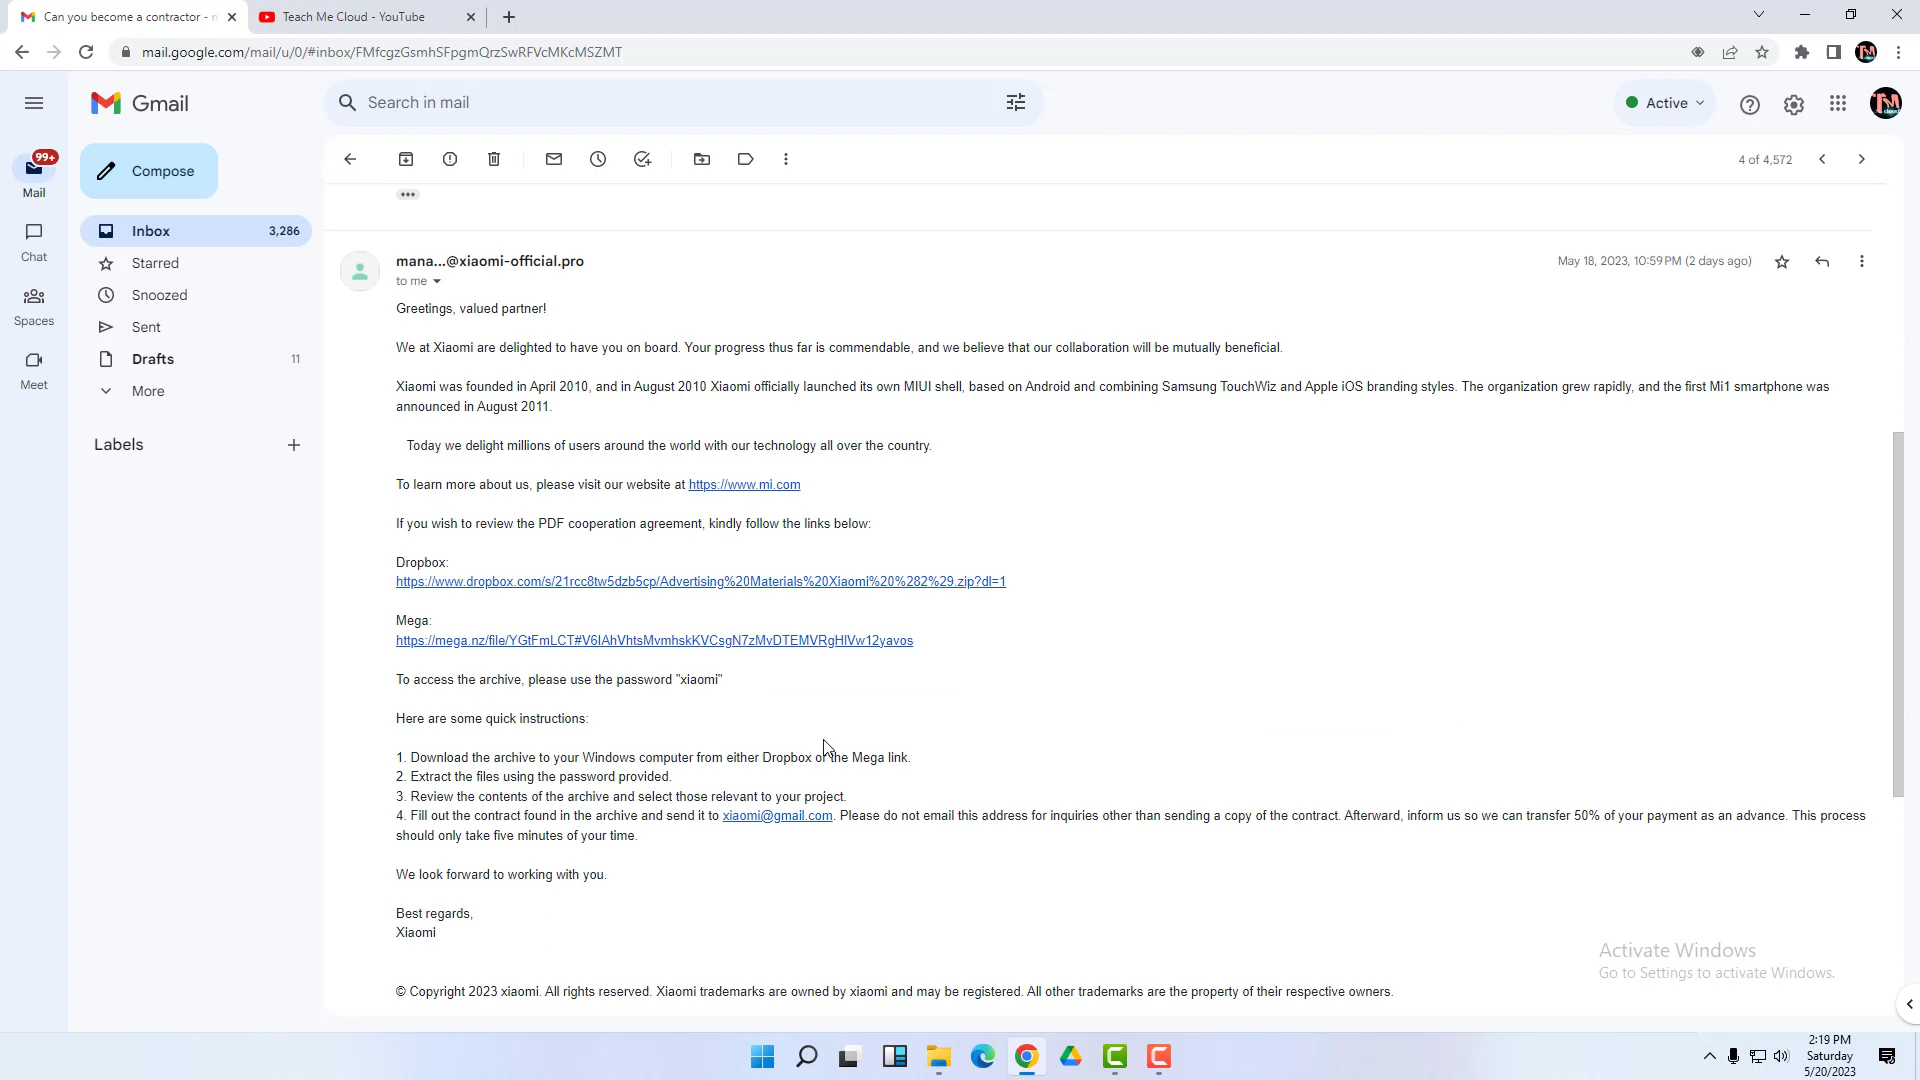 Can you become a contractor - m
Teach Me Cloud - YouTube
mail.google.com/mail/u/0/#inbox/FMfcgzGsmhSFpgmQrzSwRFVcMKcMSZMT
Gmail
Search in mail
Active
99+
Mail
Chat
Spaces
Meet
Compose
Inbox 3,286
Starred
Snoozed
Sent
Drafts 11
More
Labels
4 of 4,572
mana...@xiaomi-official.pro
May 18, 2023, 10:59 PM (2 days ago)
to me
Greetings, valued partner!
We at Xiaomi are delighted to have you on board. Your progress thus far is commendable, and we believe that our collaboration will be mutually beneficial.
Xiaomi was founded in April 2010, and in August 2010 Xiaomi officially launched its own MIUI shell, based on Android and combining Samsung TouchWiz and Apple iOS branding styles. The organization grew rapidly, and the first Mi1 smartphone was
announced in August 2011.
Today we delight millions of users around the world with our technology all over the country.
To learn more about us, please visit our website at https://www.mi.com
If you wish to review the PDF cooperation agreement, kindly follow the links below:
Dropbox:
https://www.dropbox.com/s/21rcc8tw5dzb5cp/Advertising%20Materials%20Xiaomi%20%282%29.zip?dl=1
Mega:
https://mega.nz/file/YGtFmLCT#V6IAhVhtsMvmhskKVCsgN7zMvDTEMVRgHlVw12yavos
To access the archive, please use the password "xiaomi"
Here are some quick instructions:
1. Download the archive to your Windows computer from either Dropbox or the Mega link.
2. Extract the files using the password provided.
3. Review the contents of the archive and select those relevant to your project.
4. Fill out the contract found in the archive and send it to xiaomi@gmail.com. Please do not email this address for inquiries other than sending a copy of the contract. Afterward, inform us so we can transfer 50% of your payment as an advance. This process
should only take five minutes of your time.
We look forward to working with you.
Best regards,
Xiaomi
© Copyright 2023 xiaomi. All rights reserved. Xiaomi trademarks are owned by xiaomi and may be registered. All other trademarks are the property of their respective owners.
Activate Windows
Go to Settings to activate Windows.
2:19 PM
Saturday
5/20/2023